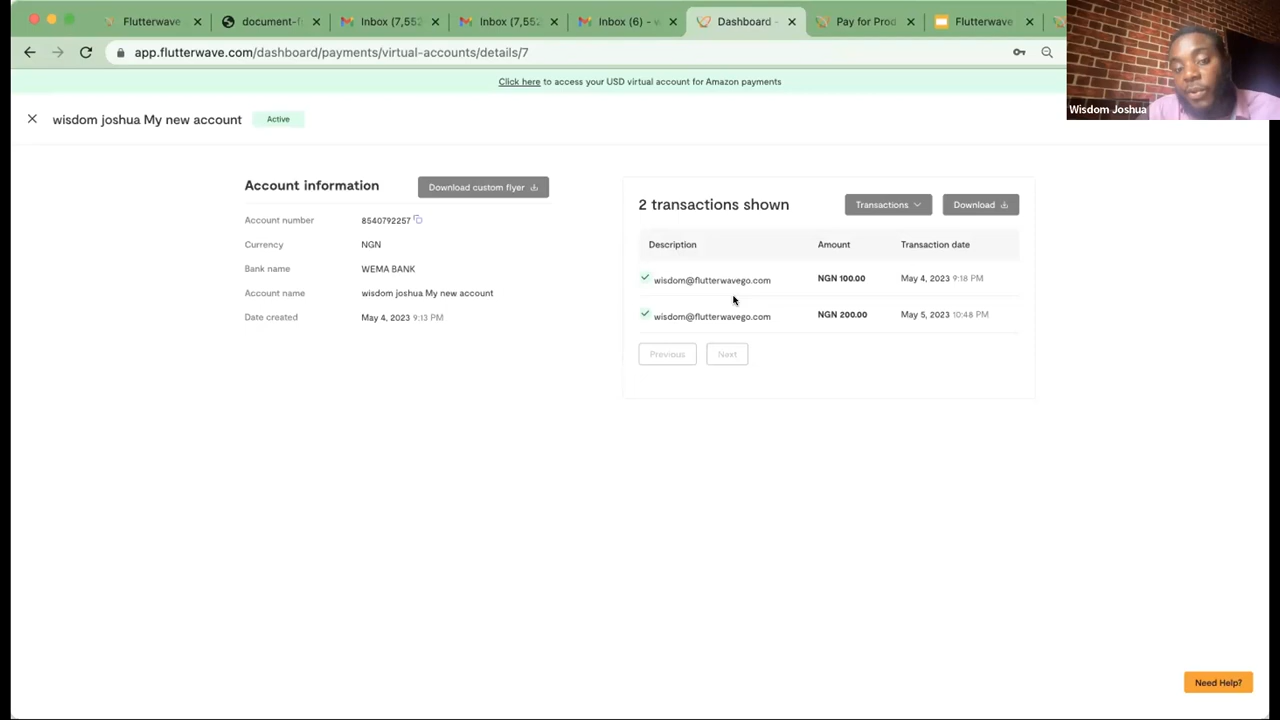 Flutterwave
document-f
Inbox (7,552
Inbox (7,552
Inbox (6) - w
Dashboard -
Pay for Prod
Flutterwave
app.flutterwave.com/dashboard/payments/virtual-accounts/details/7
Click here to access your USD virtual account for Amazon payments
Wisdom Joshua
wisdom joshua My new account
Active
Account information
Download custom flyer
Account number 8540792257
Currency NGN
Bank name WEMA BANK
Account name wisdom joshua My new account
Date created May 4, 2023 9:13 PM
2 transactions shown
Transactions
Download
Description Amount Transaction date
wisdom@flutterwavego.com NGN 100.00 May 4, 2023 9:18 PM
wisdom@flutterwavego.com NGN 200.00 May 5, 2023 10:48 PM
Previous
Next
Need Help?